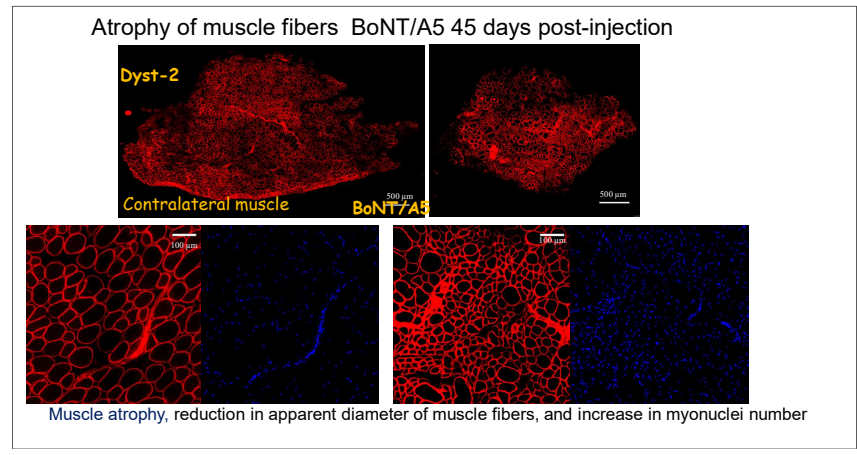 Atrophy of muscle fibers BoNT/A5 45 days post-injection
Dyst-2
500 µm
500 µm
Contralateral muscle
BoNT/A5
100 µm
100 µm
Muscle atrophy, reduction in apparent diameter of muscle fibers, and increase in myonuclei number